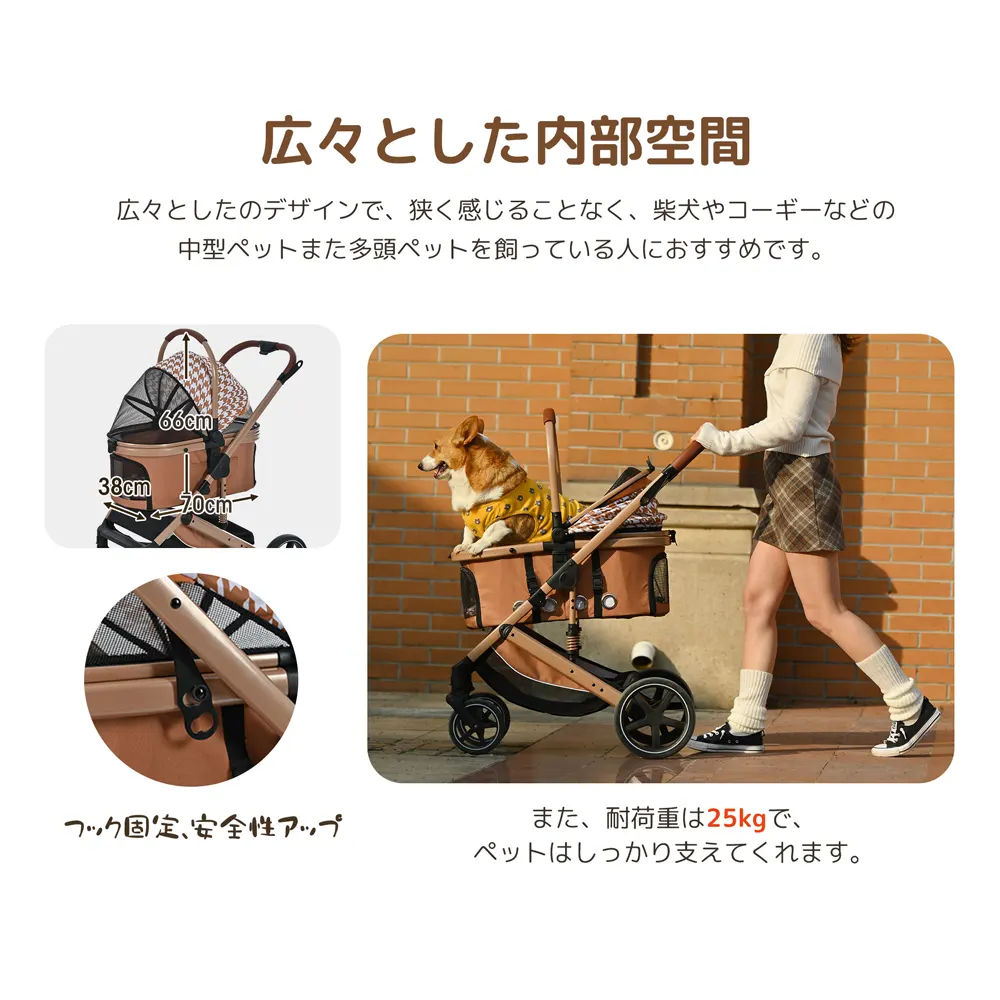 広々とした内部空間
広々としたのデザインで、狭く感じることなく、柴犬やコーギーなどの
中型ペットまた多頭ペットを飼っている人におすすめです。
66cm
38cm
70cm
フック固定、安全性アップ
また、耐荷重は25kgで、
ペットはしっかり支えてくれます。